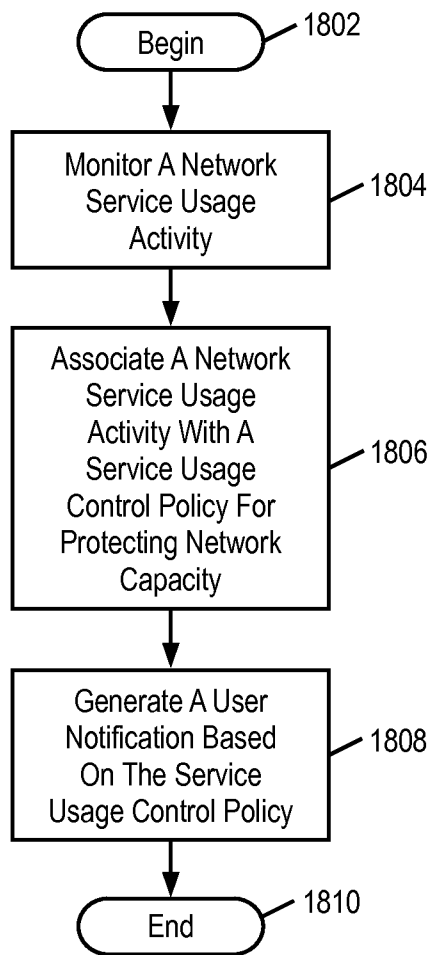 Begin
1802
Monitor A Network
Service Usage
Activity
1804
Associate A Network
Service Usage
Activity With A
Service Usage
Control Policy For
Protecting Network
Capacity
1806
Generate A User
Notification Based
On The Service
Usage Control Policy
1808
End
1810